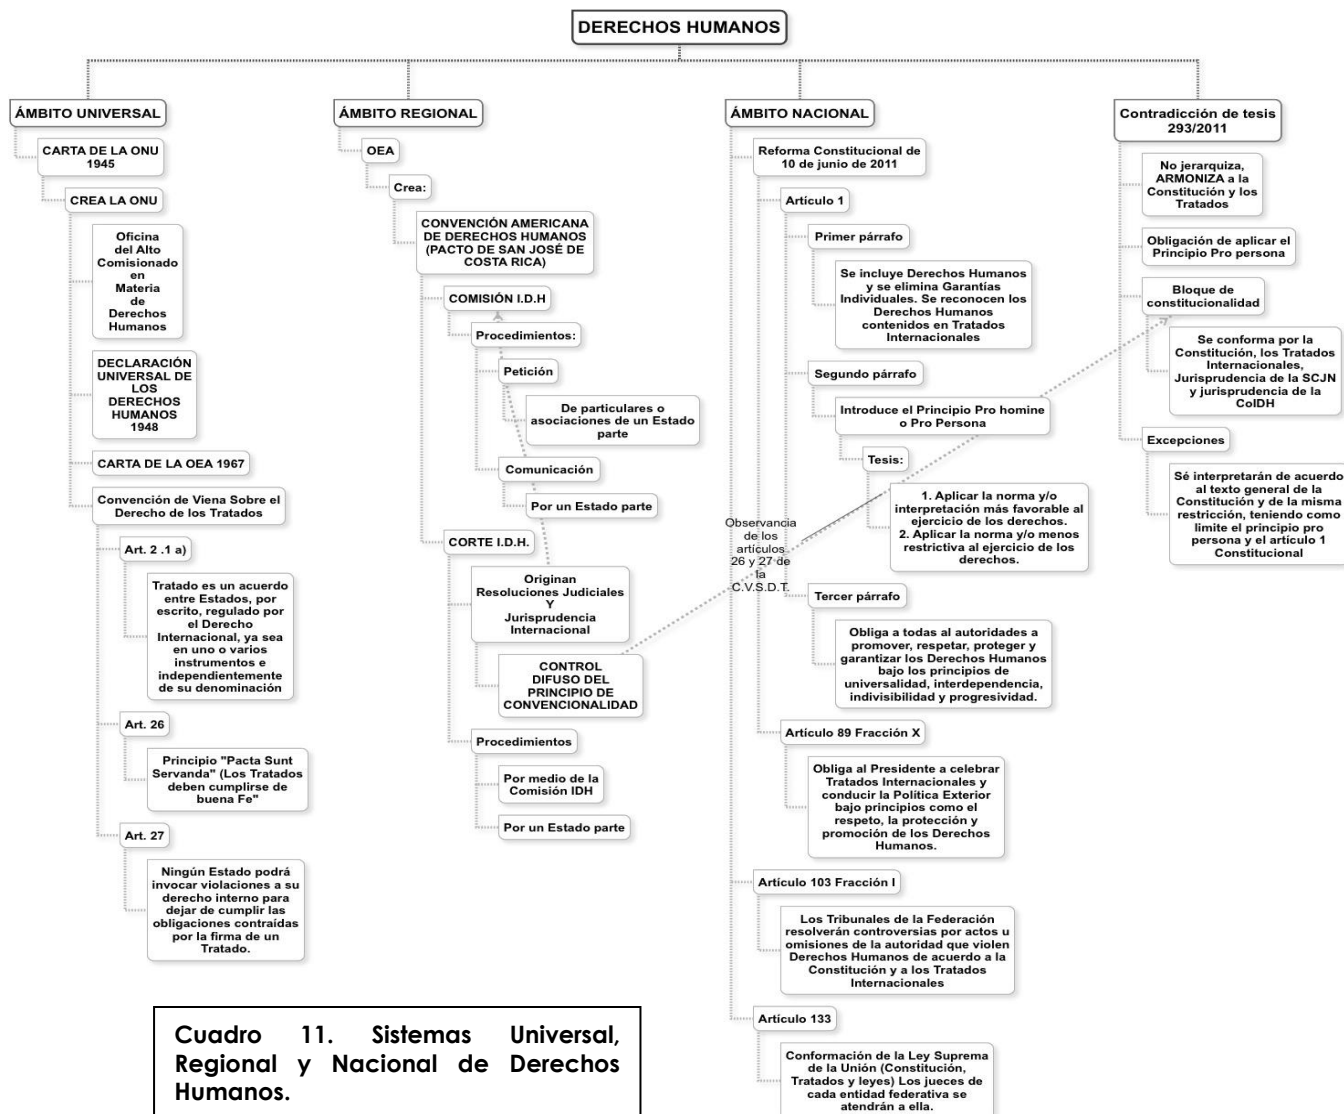 DERECHOS HUMANOS
ÁMBITO UNIVERSAL
CARTA DE LA ONU
1945
CREA LA ONU
Oficina
del Alto
Comisionado
en
Materia
de
Derechos
Humanos
DECLARACIÓN
UNIVERSAL DE
LOS
DERECHOS
HUMANOS
1948
CARTA DE LA OEA 1967
Convención de Viena Sobre el
Derecho de los Tratados
Art. 2 .1 a)
Tratado es un acuerdo
entre Estados, por
escrito, regulado por
el Derecho
Internacional, ya sea
en uno o varios
instrumentos e
independientemente
de su denominación
Art. 26
Principio "Pacta Sunt
Servanda" (Los Tratados
deben cumplirse de
buena Fe"
Art. 27
Ningún Estado podrá
invocar violaciones a su
derecho interno para
dejar de cumplir las
obligaciones contraídas
por la firma de un
Tratado.
ÁMBITO REGIONAL
OEA
Crea:
CONVENCIÓN AMERICANA
DE DERECHOS HUMANOS
(PACTO DE SAN JOSÉ DE
COSTA RICA)
COMISIÓN I.D.H
Procedimientos:
Petición
De particulares o
asociaciones de un Estado
parte
Comunicación
Por un Estado parte
CORTE I.D.H.
Originan
Resoluciones Judiciales
Y
Jurisprudencia
Internacional
CONTROL
DIFUSO DEL
PRINCIPIO DE
CONVENCIONALIDAD
Procedimientos
Por medio de la
Comisión IDH
Por un Estado parte
Observancia
de los
artículos
26 y 27 de
la
C.V.S.D.T.
ÁMBITO NACIONAL
Reforma Constitucional de
10 de junio de 2011
Artículo 1
Primer párrafo
Se incluye Derechos Humanos
y se elimina Garantías
Individuales. Se reconocen los
Derechos Humanos
contenidos en Tratados
Internacionales
Segundo párrafo
Introduce el Principio Pro homine
o Pro Persona
Tesis:
1. Aplicar la norma y/o
interpretación más favorable al
ejercicio de los derechos.
2. Aplicar la norma y/o menos
restrictiva al ejercicio de los
derechos.
Tercer párrafo
Obliga a todas al autoridades a
promover, respetar, proteger y
garantizar los Derechos Humanos
bajo los principios de
universalidad, interdependencia,
indivisibilidad y progresividad.
Artículo 89 Fracción X
Obliga al Presidente a celebrar
Tratados Internacionales y
conducir la Política Exterior
bajo principios como el
respeto, la protección y
promoción de los Derechos
Humanos.
Artículo 103 Fracción I
Los Tribunales de la Federación
resolverán controversias por actos u
omisiones de la autoridad que violen
Derechos Humanos de acuerdo a la
Constitución y a los Tratados
Internacionales
Artículo 133
Conformación de la Ley Suprema
de la Unión (Constitución,
Tratados y leyes) Los jueces de
cada entidad federativa se
atendrán a ella.
Contradicción de tesis
293/2011
No jerarquiza,
ARMONIZA a la
Constitución y los
Tratados
Obligación de aplicar el
Principio Pro persona
Bloque de
constitucionalidad
Se conforma por la
Constitución, los Tratados
Internacionales,
Jurisprudencia de la SCJN
y jurisprudencia de la
CoIDH
Excepciones
Sé interpretarán de acuerdo
al texto general de la
Constitución y de la misma
restricción, teniendo como
limite el principio pro
persona y el artículo 1
Constitucional
Cuadro 11. Sistemas Universal,
Regional y Nacional de Derechos
Humanos.